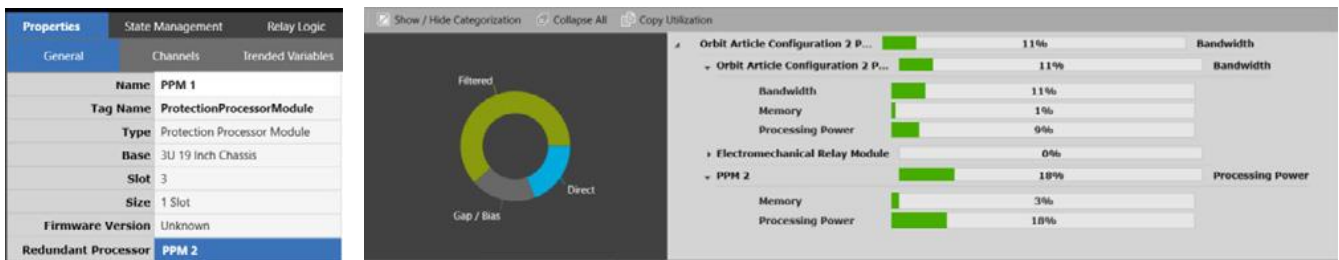 Properties State Management Relay Logic
General Channels Trended Variables
Name PPM 1
Tag Name ProtectionProcessorModule
Type Protection Processor Module
Base 3U 19 Inch Chassis
Slot 3
Size 1 Slot
Firmware Version Unknown
Redundant Processor PPM 2
Show / Hide Categorization Collapse All Copy Utilization
Filtered
Direct
Gap / Bias
Orbit Article Configuration 2 P... 11% Bandwidth
Orbit Article Configuration 2 P... 11% Bandwidth
Bandwidth 11%
Memory 1%
Processing Power 9%
Electromechanical Relay Module 0%
PPM 2 18% Processing Power
Memory 3%
Processing Power 18%